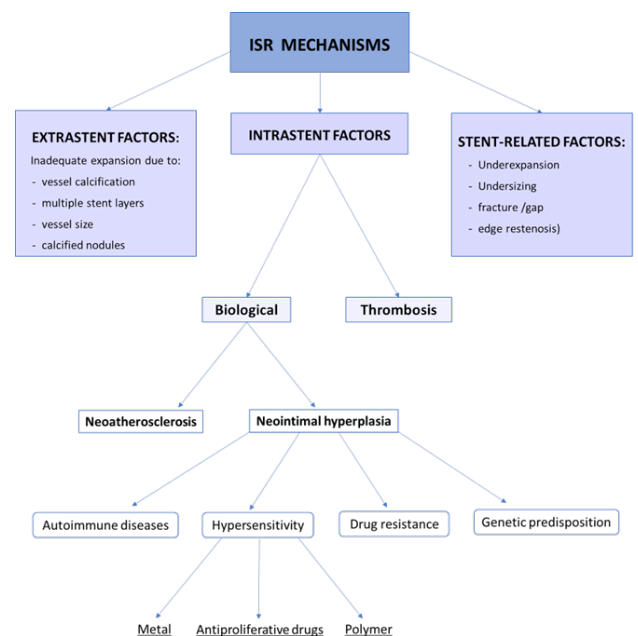 ISR MECHANISMS
EXTRASTENT FACTORS:
Inadequate expansion due to:
- vessel calcification
- multiple stent layers
- vessel size
- calcified nodules
INTRASTENT FACTORS
STENT-RELATED FACTORS:
- Underexpansion
- Undersizing
- fracture /gap
- edge restenosis)
Biological
Thrombosis
Neoatherosclerosis
Neointimal hyperplasia
Autoimmune diseases
Hypersensitivity
Drug resistance
Genetic predisposition
Metal
Antiproliferative drugs
Polymer